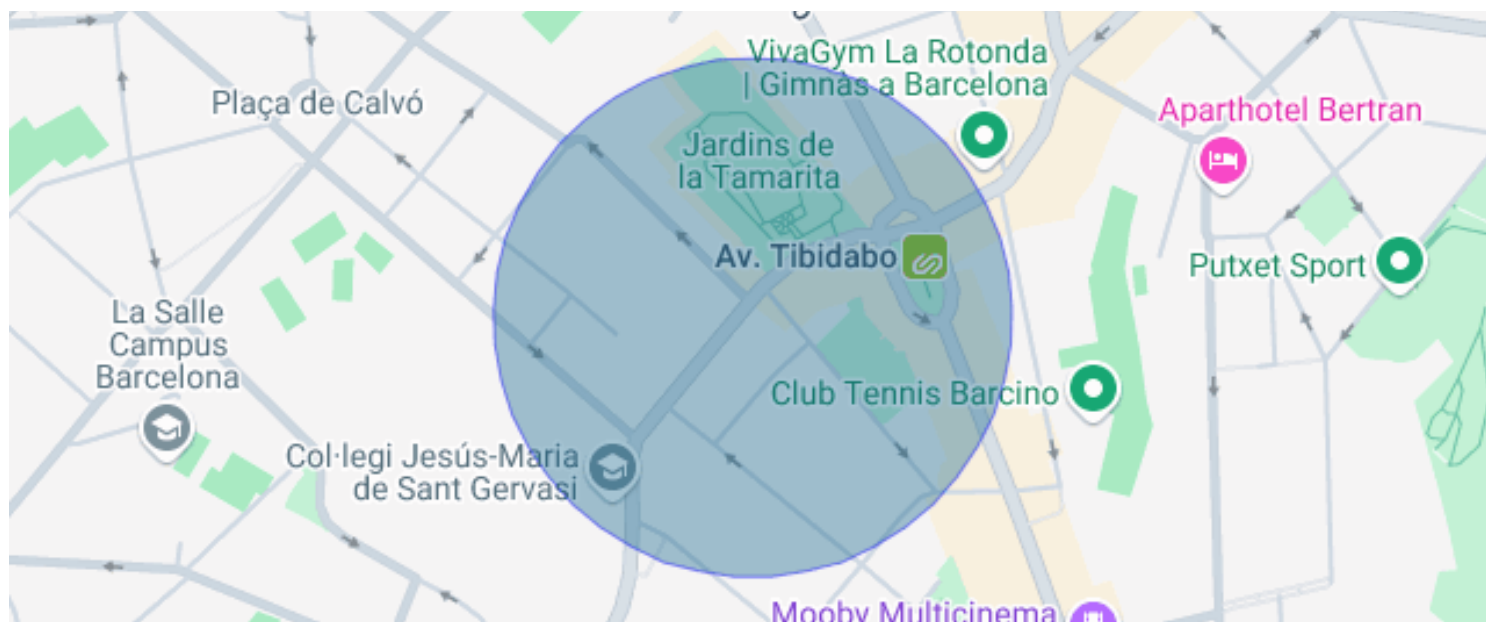 VivaGym La Rotonda
| Gimnàs a Barcelona
Plaça de Calvó
Aparthotel Bertran
Jardins de
la Tamarita
Av. Tibidabo
Putxet Sport
La Salle
Campus
Barcelona
Club Tennis Barcino
Col·legi Jesús-Maria
de Sant Gervasi
Mooby Multicinema